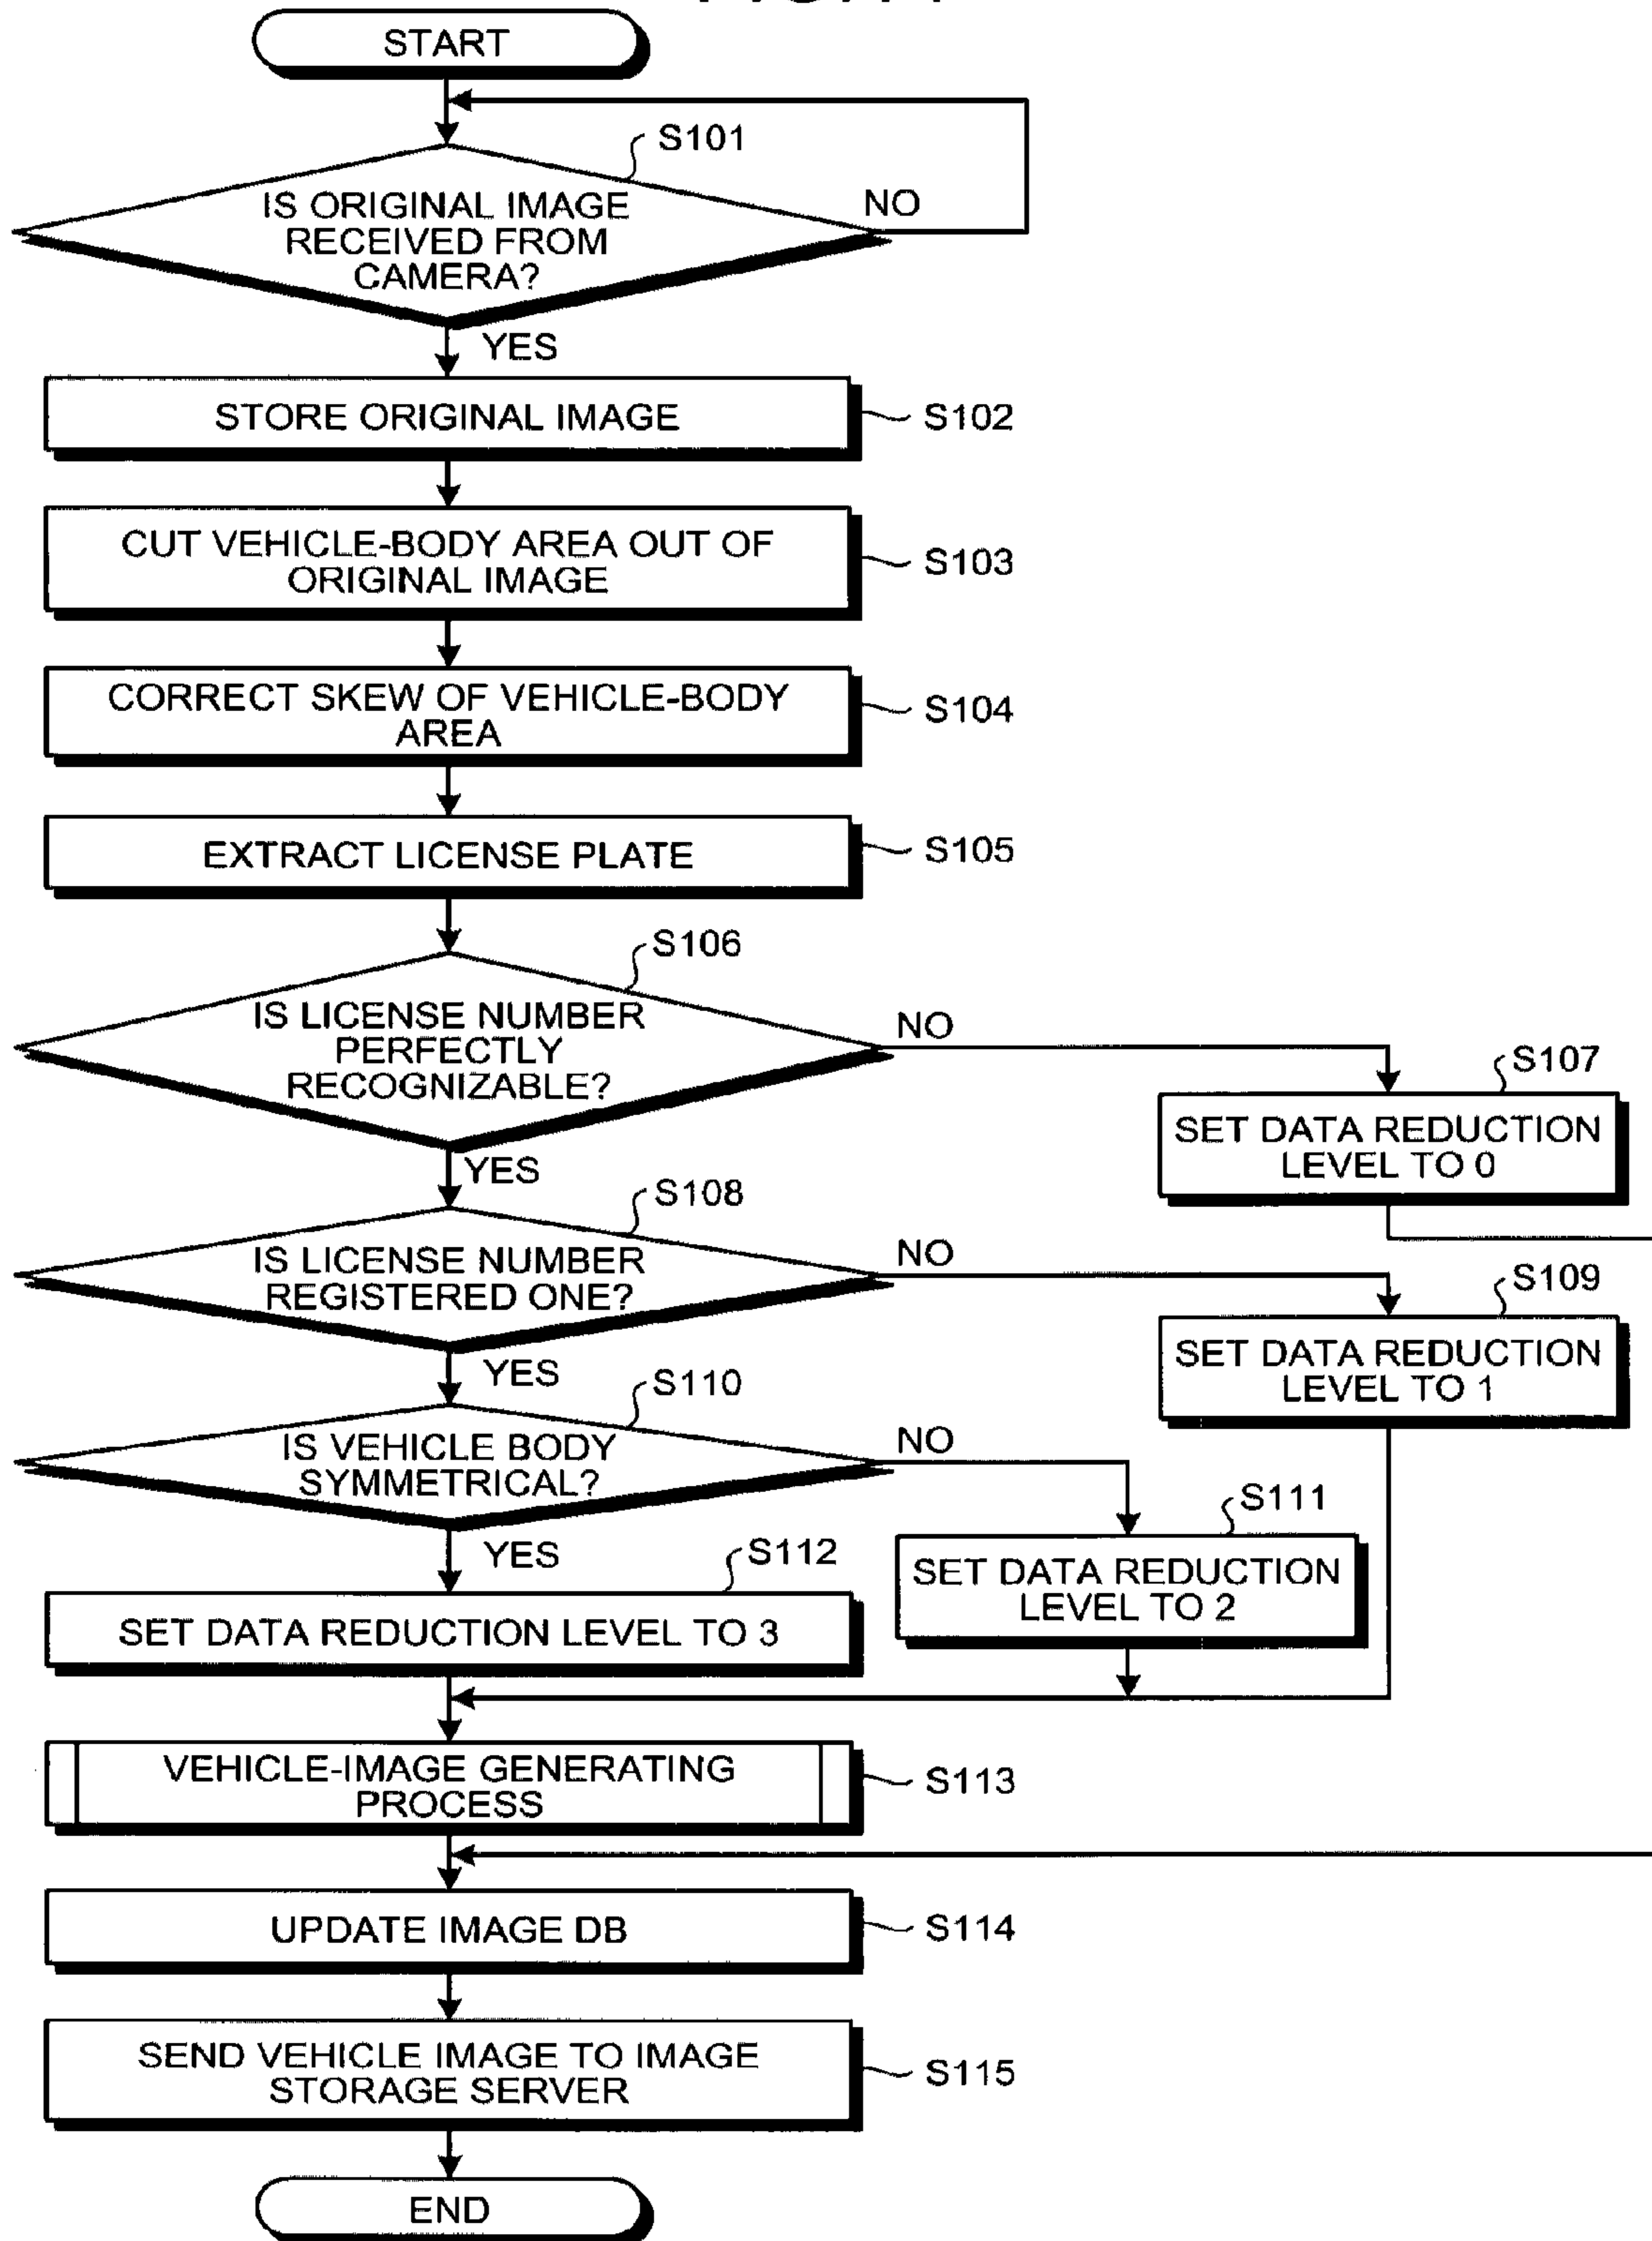 START
S101
IS ORIGINAL IMAGE
RECEIVED FROM
CAMERA?
NO
YES
STORE ORIGINAL IMAGE
S102
CUT VEHICLE-BODY AREA OUT OF
ORIGINAL IMAGE
S103
CORRECT SKEW OF VEHICLE-BODY
AREA
S104
EXTRACT LICENSE PLATE
S105
S106
IS LICENSE NUMBER
PERFECTLY
RECOGNIZABLE?
NO
YES
S107
SET DATA REDUCTION
LEVEL TO 0
S108
IS LICENSE NUMBER
REGISTERED ONE?
NO
YES
S109
SET DATA REDUCTION
LEVEL TO 1
S110
IS VEHICLE BODY
SYMMETRICAL?
NO
YES
S111
SET DATA REDUCTION
LEVEL TO 2
S112
SET DATA REDUCTION LEVEL TO 3
VEHICLE-IMAGE GENERATING
PROCESS
S113
UPDATE IMAGE DB
S114
SEND VEHICLE IMAGE TO IMAGE
STORAGE SERVER
S115
END